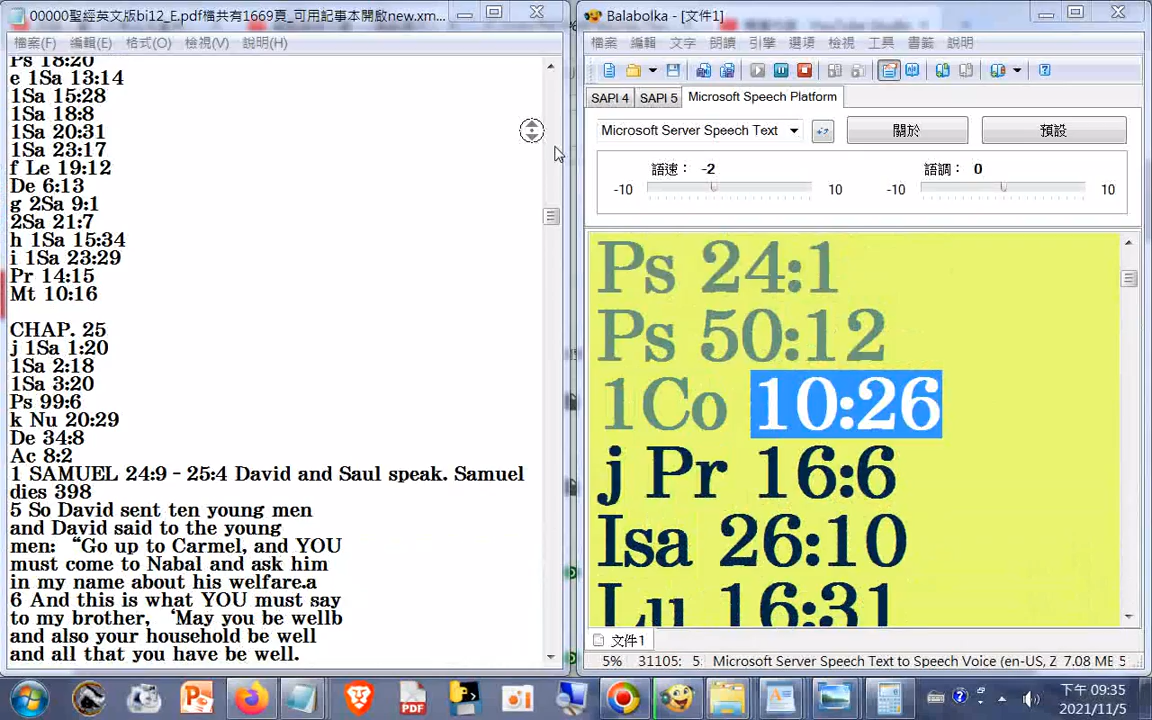 00000聖經英文版bi12_E.pdf檔共有1669頁_可用記事本開啟new.xm...
檔案(F) 編輯(E) 格式(O) 檢視(V) 說明(H)
Ps 18:20
e 1Sa 13:14
1Sa 15:28
1Sa 18:8
1Sa 20:31
1Sa 23:17
f Le 19:12
De 6:13
g 2Sa 9:1
2Sa 21:7
h 1Sa 15:34
i 1Sa 23:29
Pr 14:15
Mt 10:16
CHAP. 25
j 1Sa 1:20
1Sa 2:18
1Sa 3:20
Ps 99:6
k Nu 20:29
De 34:8
Ac 8:2
1 SAMUEL 24:9 – 25:4 David and Saul speak. Samuel
dies 398
5 So David sent ten young men
and David said to the young
men: “Go up to Carmel, and YOU
must come to Nabal and ask him
in my name about his welfare.a
6 And this is what YOU must say
to my brother, ‘May you be wellb
and also your household be well
and all that you have be well.
Balabolka - [文件1]
檔案 編輯 文字 朗讀 引擎 選項 檢視 工具 書籤 說明
SAPI 4 SAPI 5 Microsoft Speech Platform
Microsoft Server Speech Text 關於 預設
語速： -2 語調： 0
-10 10 -10 10
Ps 24:1
Ps 50:12
1Co 10:26
j Pr 16:6
Isa 26:10
Lu 16:31
文件1
5% 31105: 5 Microsoft Server Speech Text to Speech Voice (en-US, Z 7.08 MB 5
PDF
下午 09:35
2021/11/5